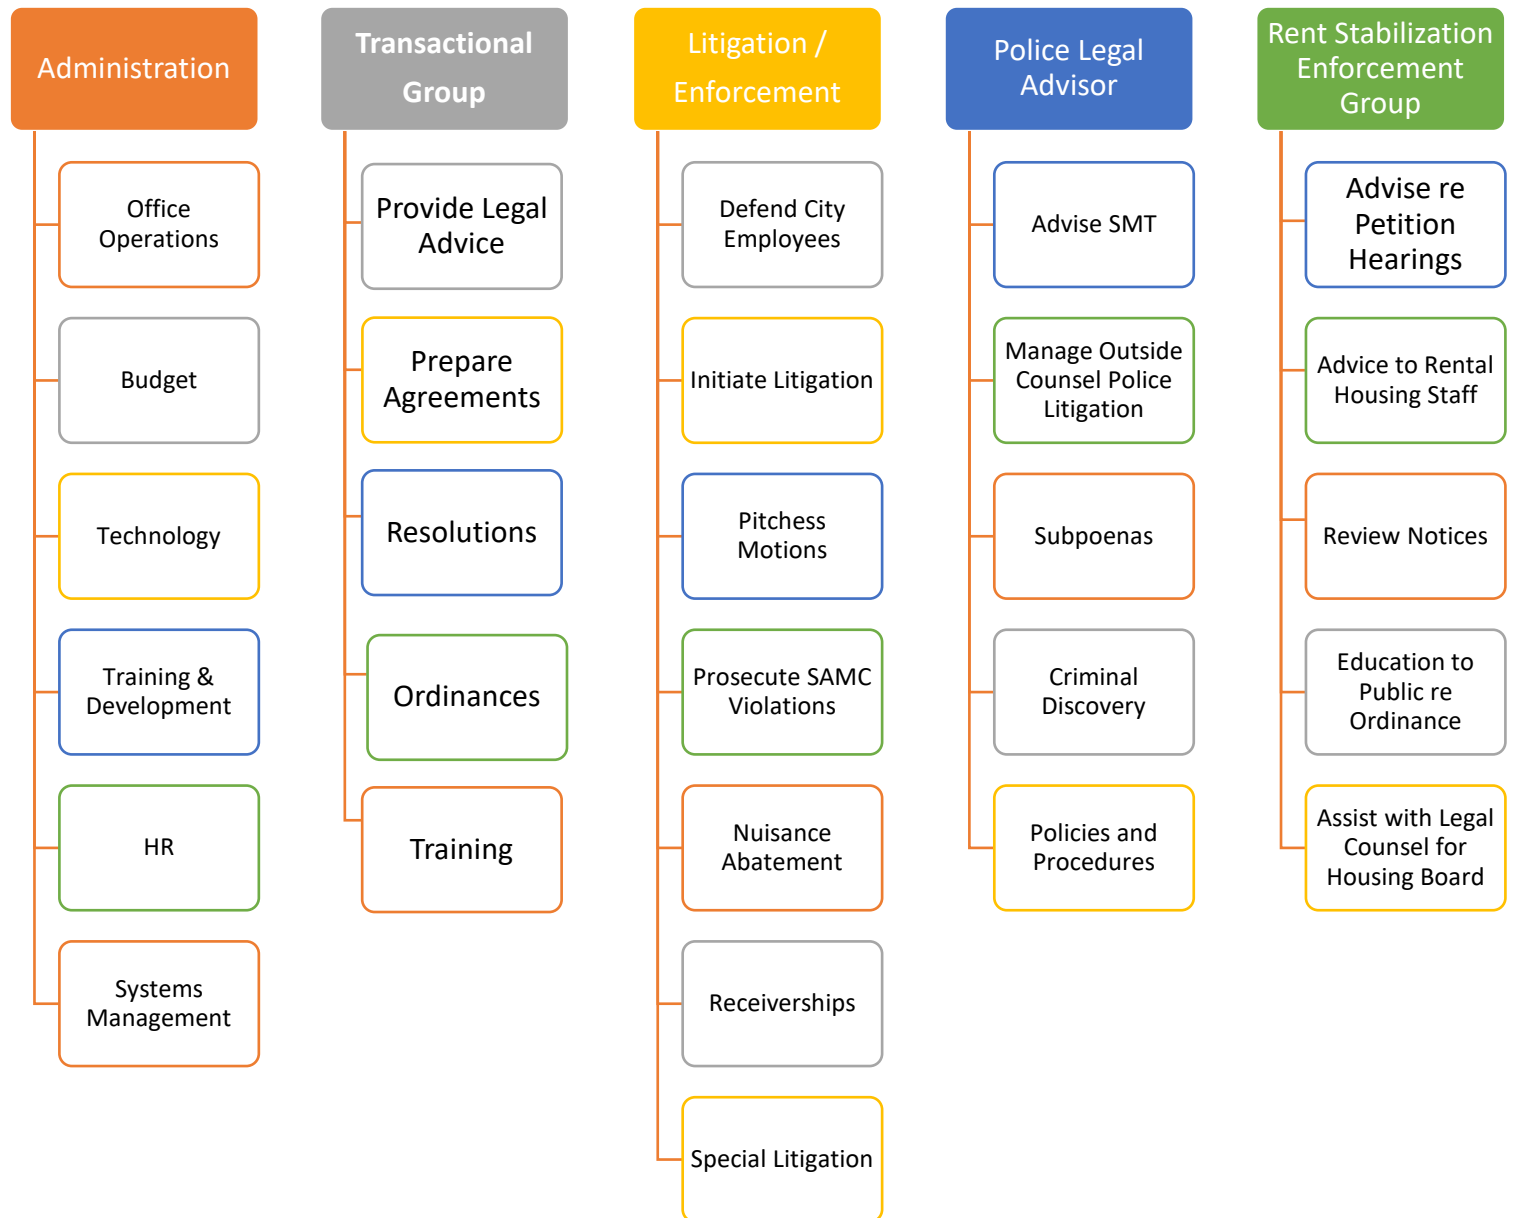 Administration
Office
Operations
Budget
Technology
Training &
Development
HR
Systems
Management
Transactional
Group
Provide Legal
Advice
Prepare
Agreements
Resolutions
Ordinances
Training
Litigation /
Enforcement
Defend City
Employees
Initiate Litigation
Pitchess
Motions
Prosecute SAMC
Violations
Nuisance
Abatement
Receiverships
Special Litigation
Police Legal
Advisor
Advise SMT
Manage Outside
Counsel Police
Litigation
Subpoenas
Criminal
Discovery
Policies and
Procedures
Rent Stabilization
Enforcement
Group
Advise re
Petition
Hearings
Advice to Rental
Housing Staff
Review Notices
Education to
Public re
Ordinance
Assist with Legal
Counsel for
Housing Board